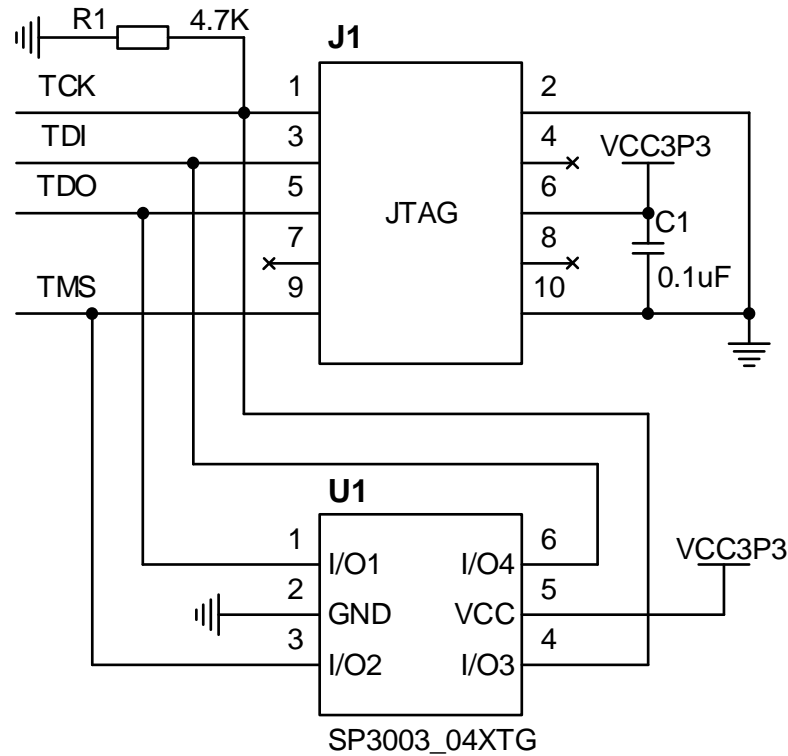 R1 4.7K
J1
TCK 1 2
TDI 3 4 VCC3P3
TDO 5 6
JTAG C1
7 8
0.1uF
TMS 9 10
U1
1 I/O1 I/O4 6 VCC3P3
2 GND VCC 5
3 I/O2 I/O3 4
SP3003_04XTG